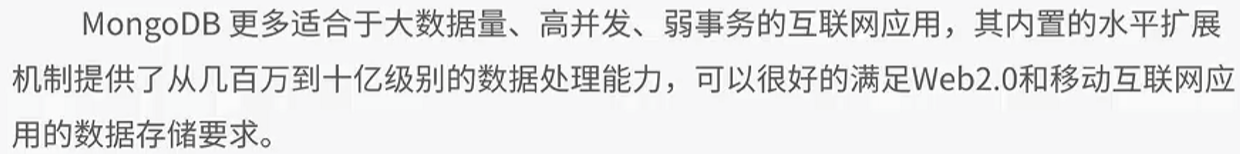 MongoDB 更多适合于大数据量、高并发、弱事务的互联网应用，其内置的水平扩展
机制提供了从几百万到十亿级别的数据处理能力，可以很好的满足Web2.0和移动互联网应
用的数据存储要求。